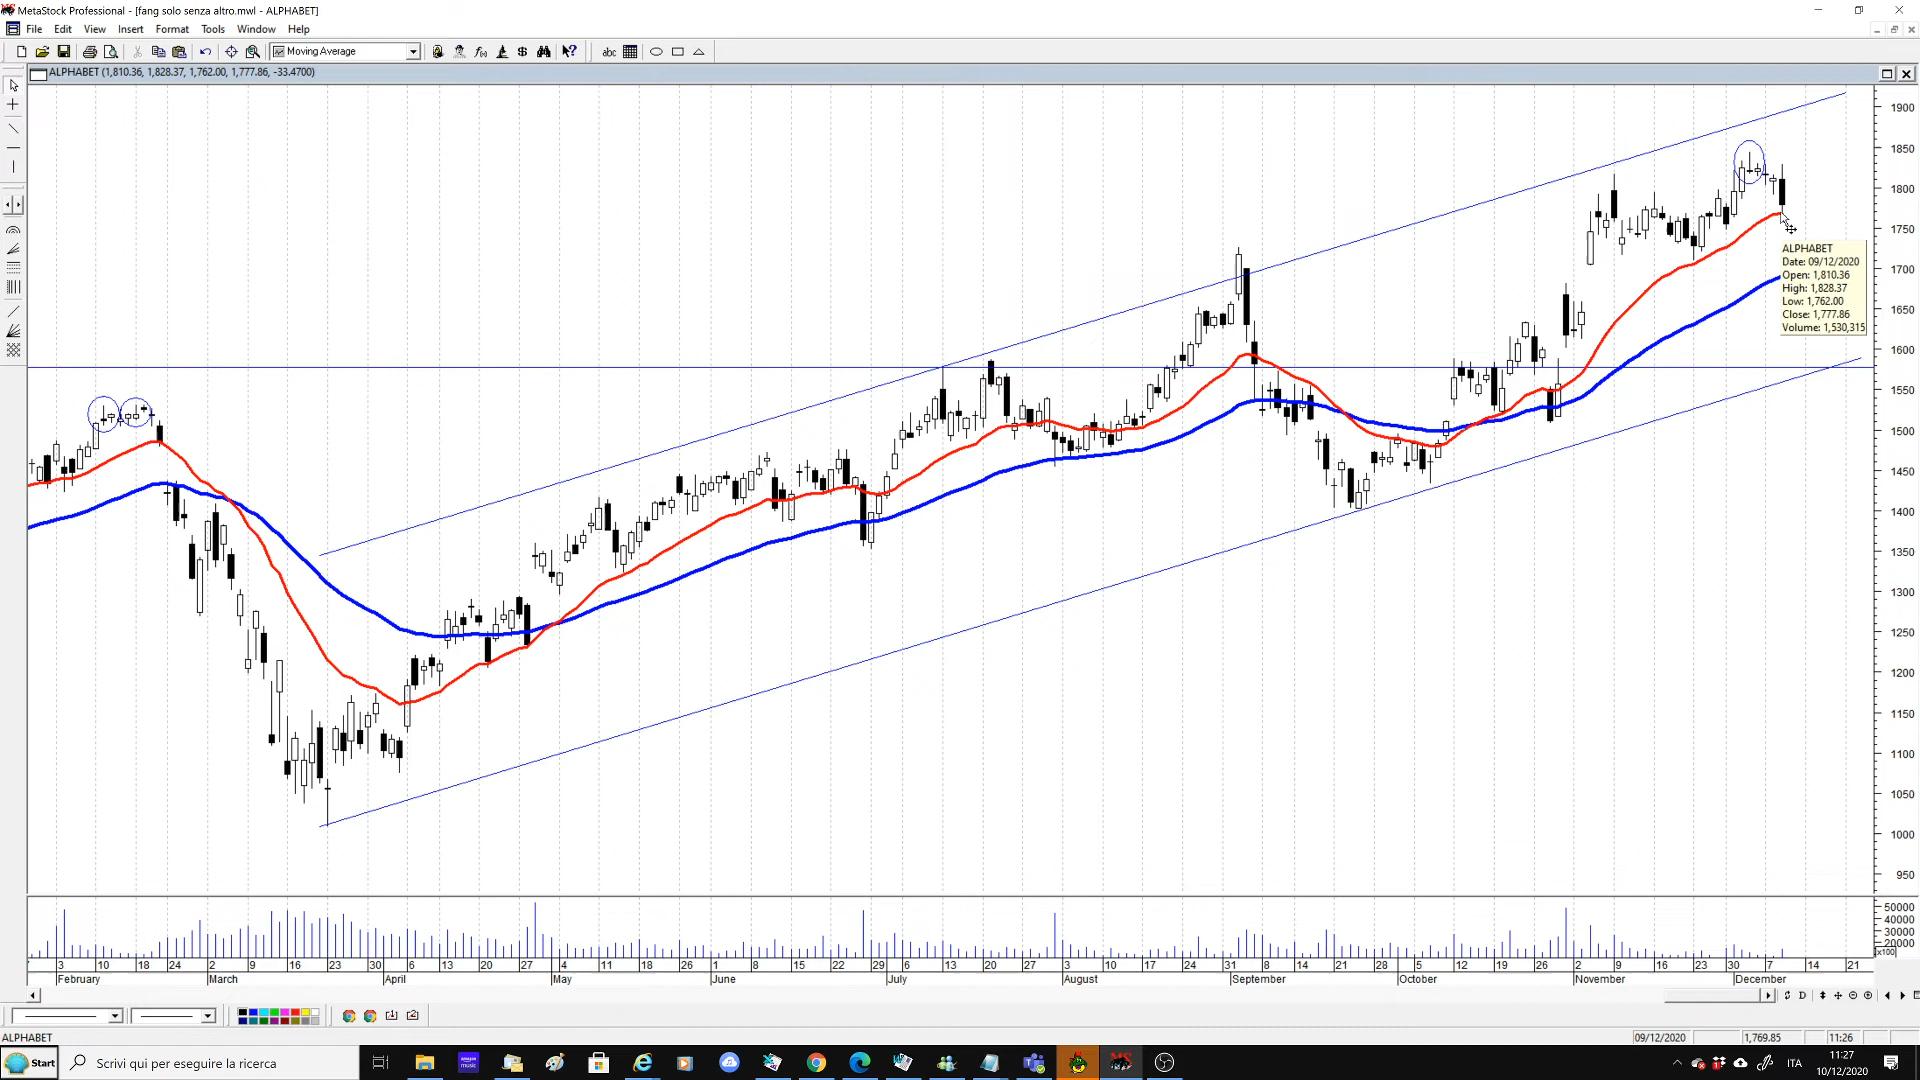 MetaStock Professional - [fang solo senza altro.mwl - ALPHABET]
File Edit View Insert Format Tools Window Help
Moving Average
abc
ALPHABET (1,810.36, 1,828.37, 1,762.00, 1,777.86, -33.4700)
1900
1850
1800
1750
1700
1650
1600
1550
1500
1450
1400
1350
1300
1250
1200
1150
1100
1050
1000
950
ALPHABET
Date: 09/12/2020
Open: 1,810.36
High: 1,828.37
Low: 1,762.00
Close: 1,777.86
Volume: 1,530,315
50000
40000
30000
20000
x100
3 10 18 24 2 9 16 23 30 6 13 20 27 4 11 18 26 1 8 15 22 29 6 13 20 27 3 10 17 24 31 8 14 21 28 5 12 19 26 2 9 16 23 30 7 14 21
February March April May June July August September October November December
D
ALPHABET
09/12/2020 1,769.85 11:26
Start
Scrivi qui per eseguire la ricerca
ITA
11:27
10/12/2020